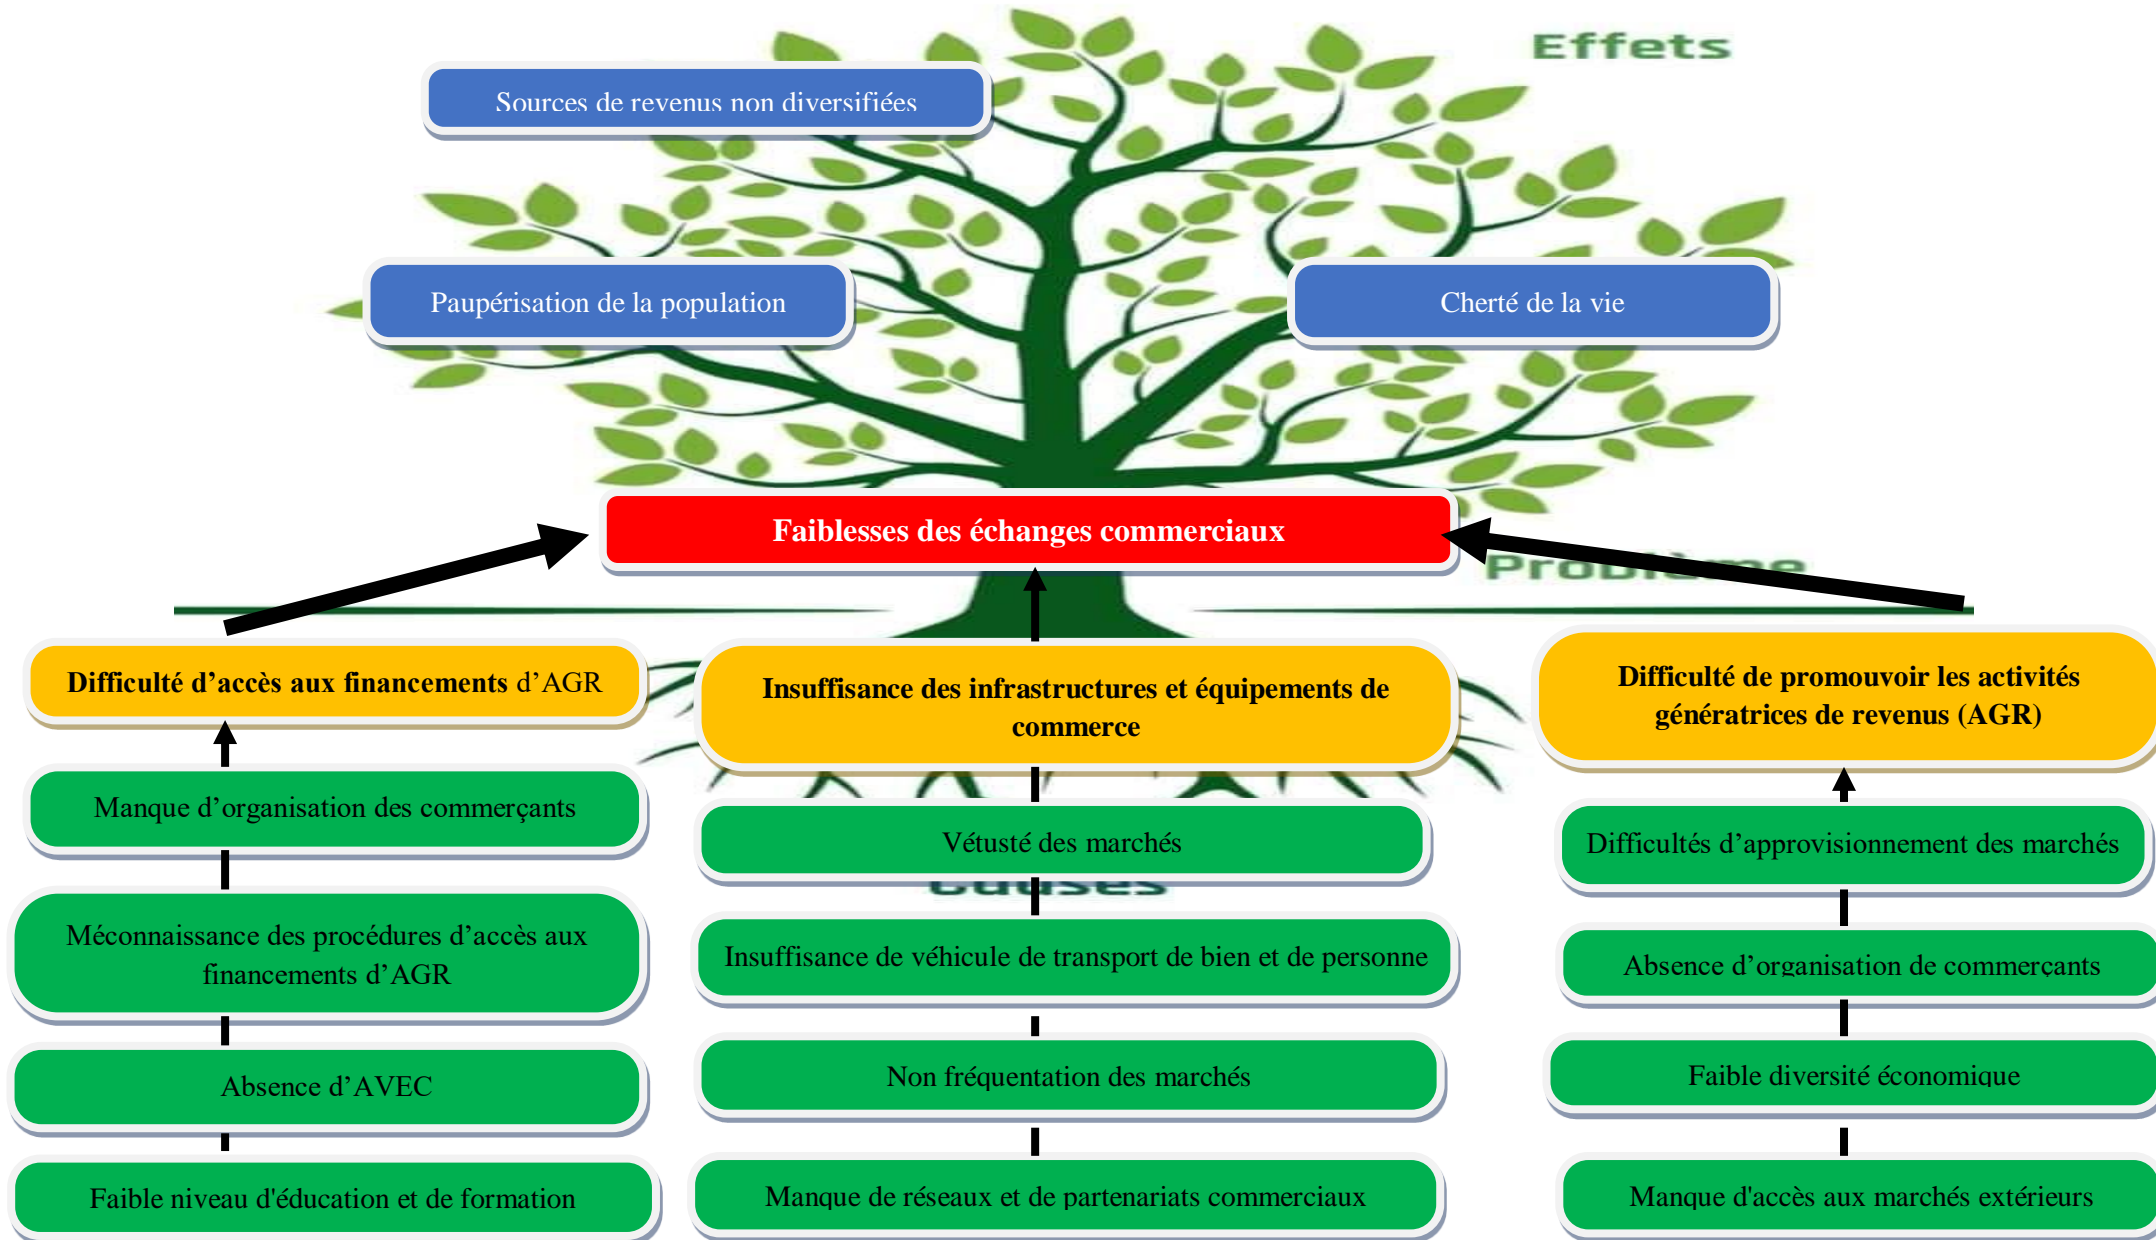 Effets
Sources de revenus non diversifiées
Paupérisation de la population
Cherté de la vie
Faiblesses des échanges commerciaux
Problème
Difficulté d’accès aux financements d’AGR
Insuffisance des infrastructures et équipements de
commerce
Difficulté de promouvoir les activités
génératrices de revenus (AGR)
Manque d’organisation des commerçants
Vétusté des marchés
Difficultés d’approvisionnement des marchés
Causes
Méconnaissance des procédures d’accès aux
financements d’AGR
Insuffisance de véhicule de transport de bien et de personne
Absence d’organisation de commerçants
Absence d’AVEC
Non fréquentation des marchés
Faible diversité économique
Faible niveau d'éducation et de formation
Manque de réseaux et de partenariats commerciaux
Manque d'accès aux marchés extérieurs